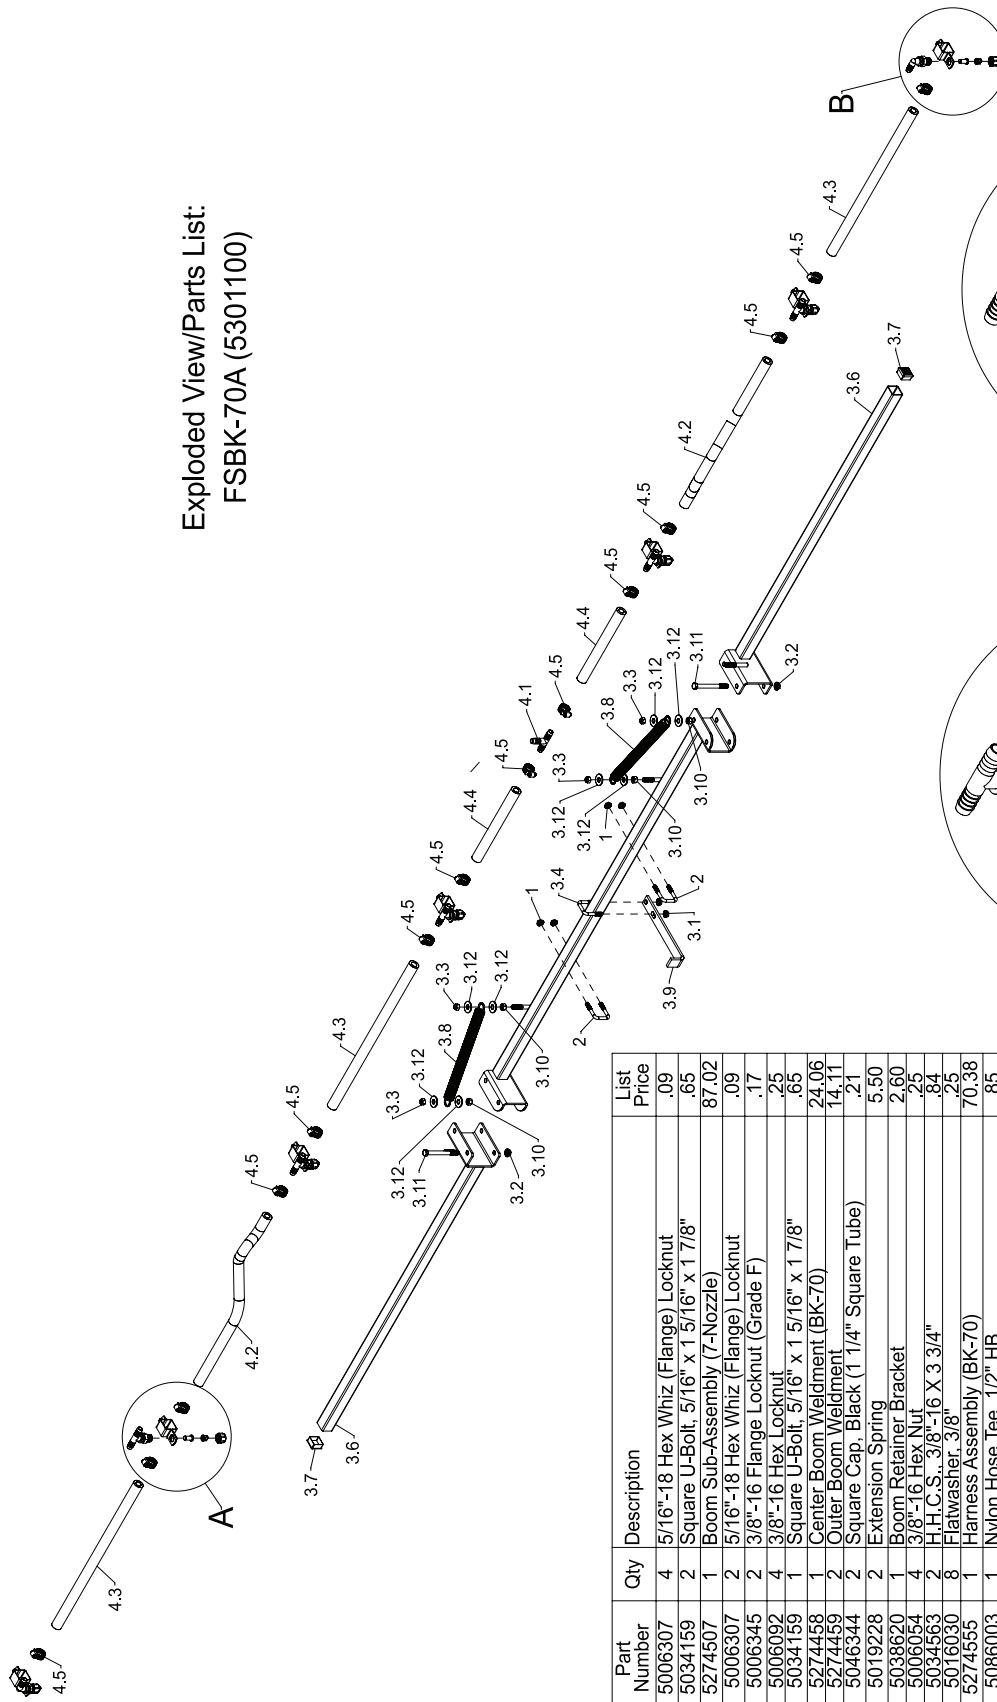 Exploded View/Parts List:
FSBK-70A (5301100)
A
B
4.5
4.3
4.2
4.5
4.5
4.3
4.5
4.5
4.4
4.5
4.1
4.5
4.4
4.5
4.5
4.2
4.5
4.5
4.3
3.7
3.6
3.11
3.2
3.12
3.3
3.12
3.10
3.8
3.3
3.12
3.12
3.10
2
1
3.4
3.9
3.1
2
1
3.3
3.12
3.12
3.10
3.8
3.3
3.12
3.12
3.10
3.11
3.2
3.6
3.7
Part Number Qty Description List Price
5006307 4 5/16"-18 Hex Whiz (Flange) Locknut .09
5034159 2 Square U-Bolt, 5/16" x 1 5/16" x 1 7/8" .65
5274507 1 Boom Sub-Assembly (7-Nozzle) 87.02
5006307 2 5/16"-18 Hex Whiz (Flange) Locknut .09
5006345 2 3/8"-16 Flange Locknut (Grade F) .17
5006092 4 3/8"-16 Hex Locknut .25
5034159 1 Square U-Bolt, 5/16" x 1 5/16" x 1 7/8" .65
5274458 1 Center Boom Weldment (BK-70) 24.06
5274459 2 Outer Boom Weldment 14.11
5046344 2 Square Cap, Black (1 1/4" Square Tube) .21
5019228 2 Extension Spring 5.50
5038620 1 Boom Retainer Bracket 2.60
5006054 4 3/8"-16 Hex Nut .25
5034563 2 H.H.C.S., 3/8"-16 X 3 3/4" .84
5016030 8 Flatwasher, 3/8" .25
5274555 1 Harness Assembly (BK-70) 70.38
5086003 1 Nylon Hose Tee, 1/2" HB .85